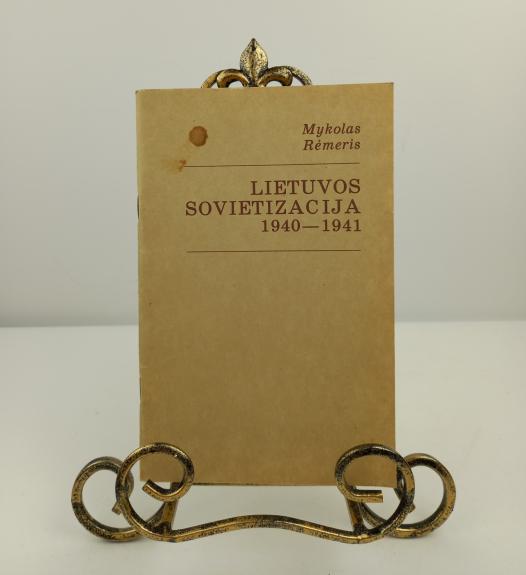 Mykolas
Rėmeris
LIETUVOS
SOVIETIZACIJA
1940—1941